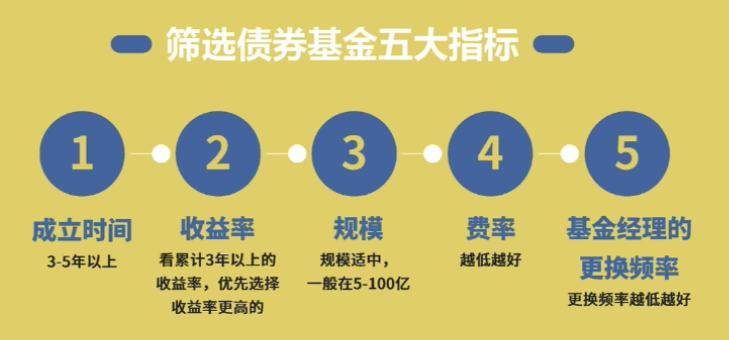 筛选债券基金五大指标
1
2
3
4
5
成立时间
3-5年以上
收益率
看累计3年以上的
收益率，优先选择
收益率更高的
规模
规模适中，
一般在5-100亿
费率
越低越好
基金经理的
更换频率
更换频率越低越好